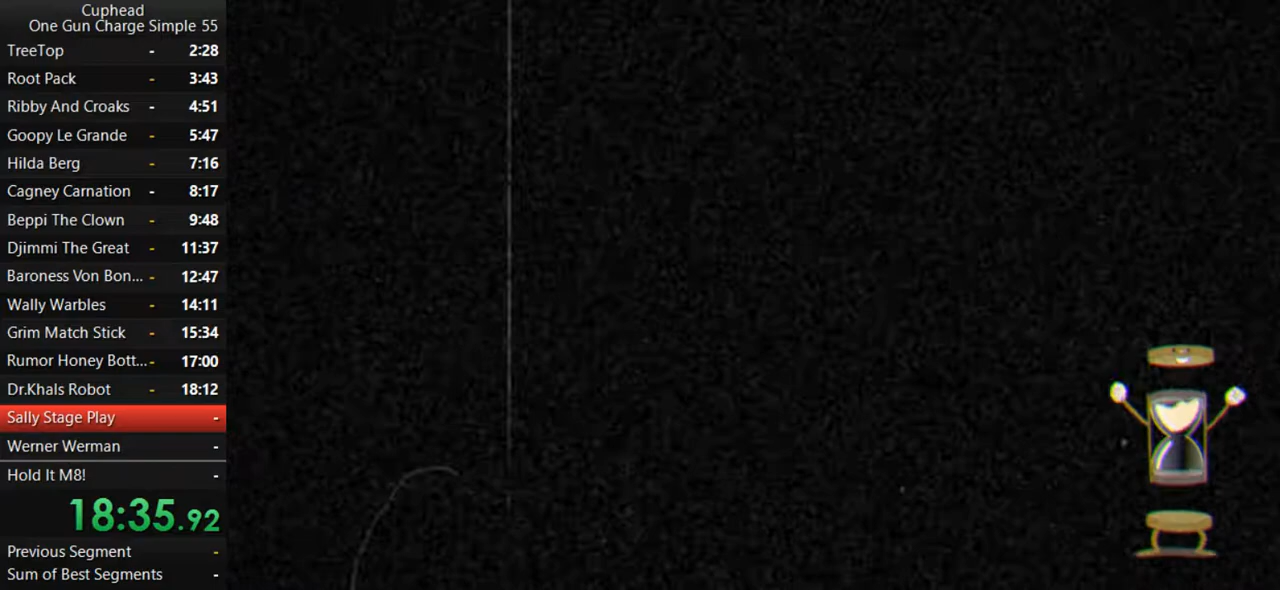 Cuphead
One Gun Charge Simple 55
TreeTop - 2:28
Root Pack - 3:43
Ribby And Croaks - 4:51
Goopy Le Grande - 5:47
Hilda Berg - 7:16
Cagney Carnation - 8:17
Beppi The Clown - 9:48
Djimmi The Great - 11:37
Baroness Von Bon... - 12:47
Wally Warbles - 14:11
Grim Match Stick - 15:34
Rumor Honey Bott... - 17:00
Dr.Khals Robot - 18:12
Sally Stage Play -
Werner Werman -
Hold It M8! -
18:35.92
Previous Segment -
Sum of Best Segments -